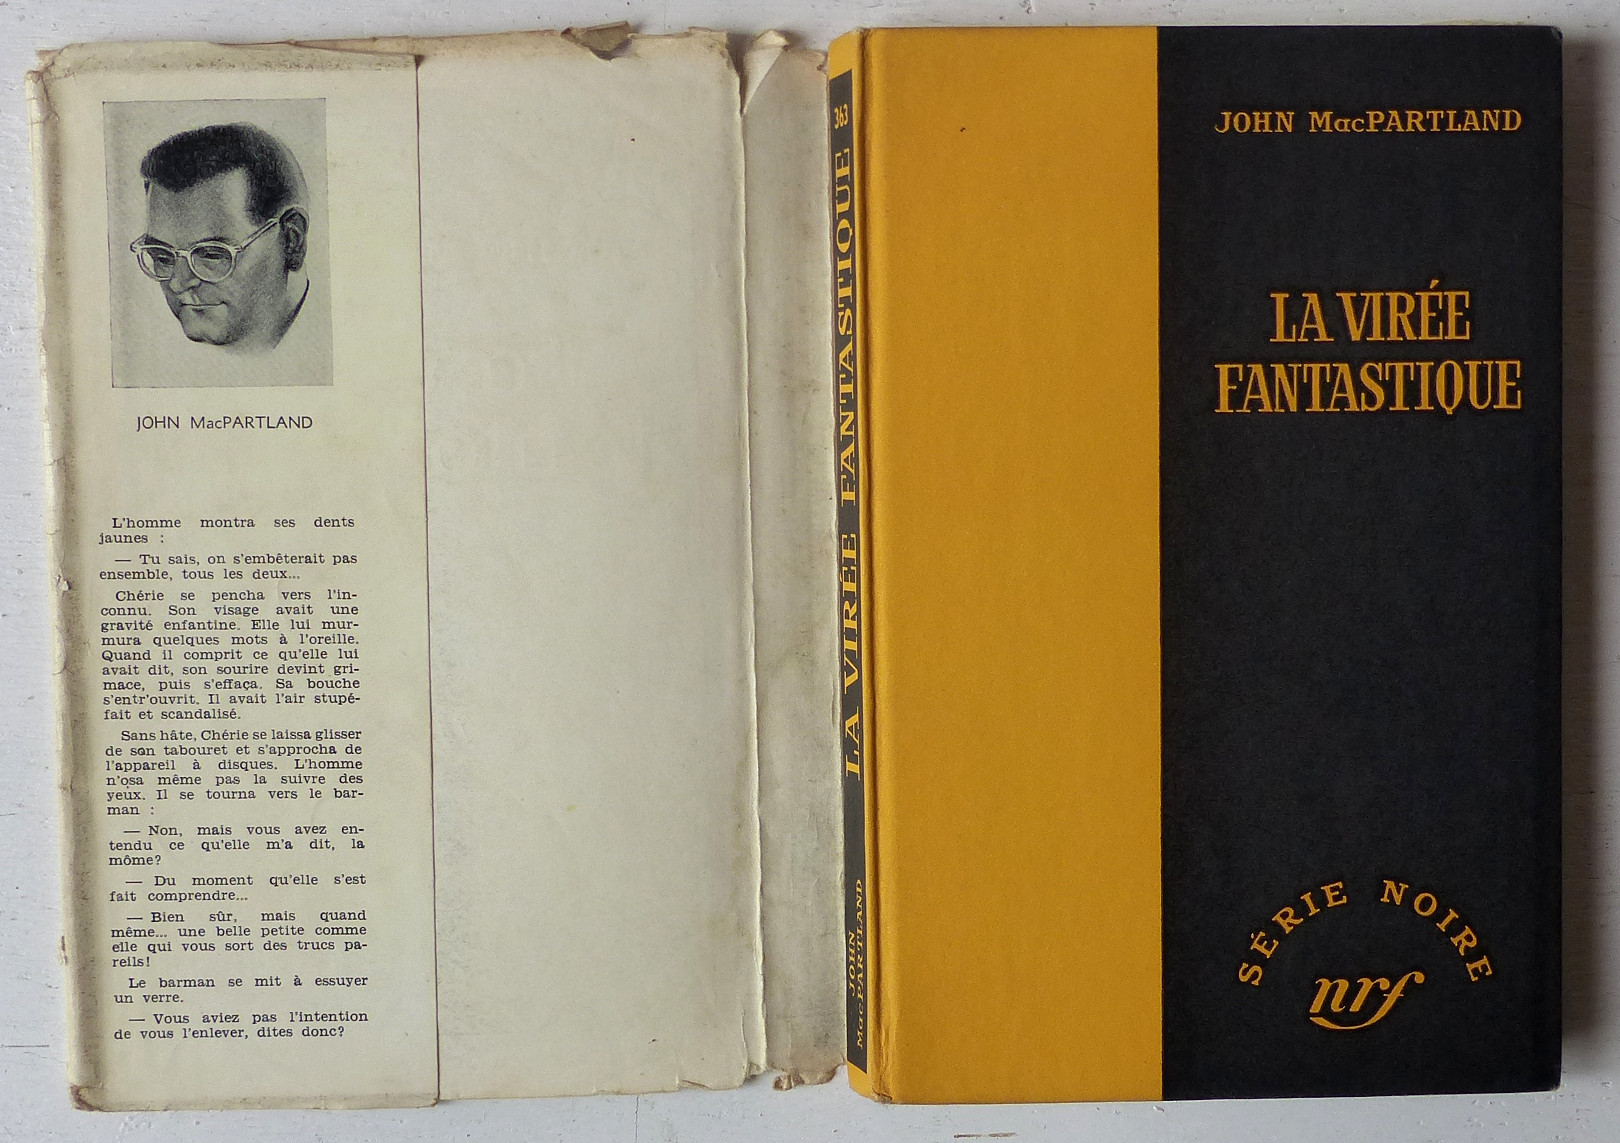 JOHN MacPARTLAND
L'homme montra ses dents
jaunes :
— Tu sais, on s'embêterait pas
ensemble, tous les deux...
Chérie se pencha vers l'in-
connu. Son visage avait une
gravité enfantine. Elle lui mur-
mura quelques mots à l'oreille.
Quand il comprit ce qu'elle lui
avait dit, son sourire devint gri-
mace, puis s'effaça. Sa bouche
s'entr'ouvrit. Il avait l'air stupé-
fait et scandalisé.
Sans hâte, Chérie se laissa glisser
de son tabouret et s'approcha de
l'appareil à disques. L'homme
n'osa même pas la suivre des
yeux. Il se tourna vers le bar-
man :
— Non, mais vous avez en-
tendu ce qu'elle m'a dit, la
môme?
— Du moment qu'elle s'est
fait comprendre...
— Bien sûr, mais quand
même... une belle petite comme
elle qui vous sort des trucs pa-
reils!
Le barman se mit à essuyer
un verre.
— Vous aviez pas l'intention
de vous l'enlever, dites donc?
363
LA VIRÉE FANTASTIQUE
JOHN
MacPARTLAND
JOHN MacPARTLAND
LA VIRÉE
FANTASTIQUE
SÉRIE NOIRE
nrf